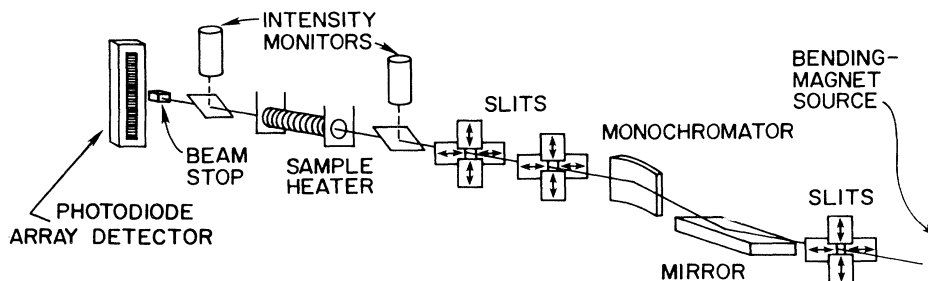 INTENSITY
MONITORS
BENDING-
MAGNET
SOURCE
SLITS
MONOCHROMATOR
BEAM
STOP
SAMPLE
HEATER
SLITS
PHOTODIODE
ARRAY DETECTOR
MIRROR